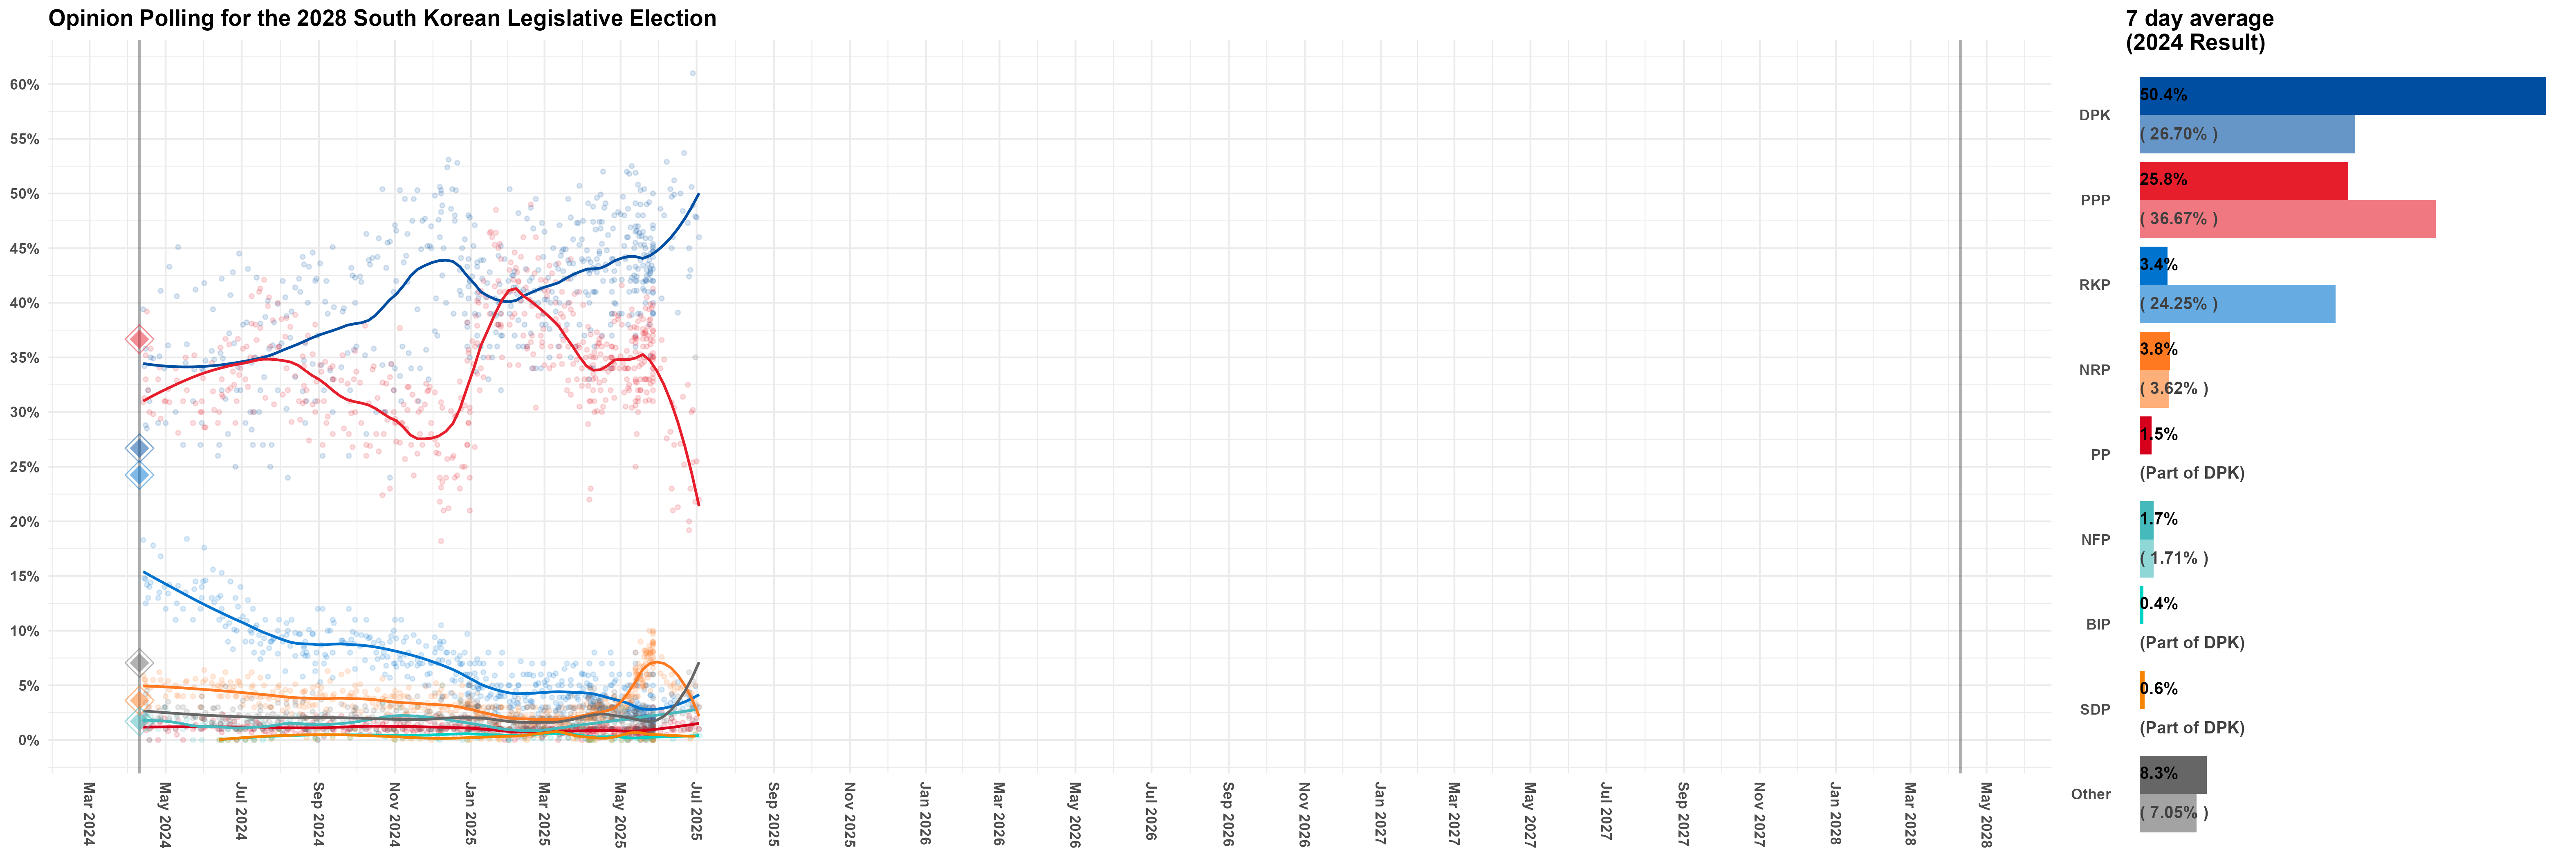 Opinion Polling for the 2028 South Korean Legislative Election
60%
55%
50%
45%
40%
35%
30%
25%
20%
15%
10%
5%
0%
Mar 2024
May 2024
Jul 2024
Sep 2024
Nov 2024
Jan 2025
Mar 2025
May 2025
Jul 2025
Sep 2025
Nov 2025
Jan 2026
Mar 2026
May 2026
Jul 2026
Sep 2026
Nov 2026
Jan 2027
Mar 2027
May 2027
Jul 2027
Sep 2027
Nov 2027
Jan 2028
Mar 2028
May 2028
7 day average
(2024 Result)
DPK
50.4%
( 26.70% )
PPP
25.8%
( 36.67% )
RKP
3.4%
( 24.25% )
NRP
3.8%
( 3.62% )
PP
1.5%
(Part of DPK)
NFP
1.7%
( 1.71% )
BIP
0.4%
(Part of DPK)
SDP
0.6%
(Part of DPK)
Other
8.3%
( 7.05% )